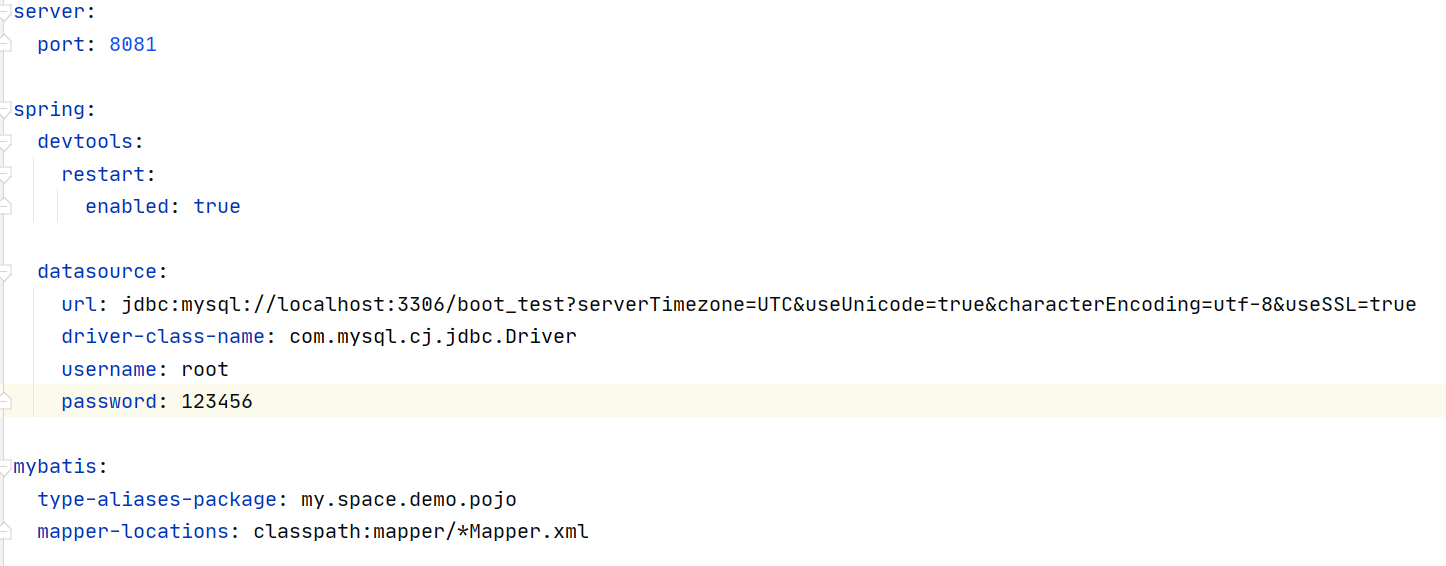 server:
  port: 8081
spring:
  devtools:
    restart:
      enabled: true
  datasource:
    url: jdbc:mysql://localhost:3306/boot_test?serverTimezone=UTC&useUnicode=true&characterEncoding=utf-8&useSSL=true
    driver-class-name: com.mysql.cj.jdbc.Driver
    username: root
    password: 123456
mybatis:
  type-aliases-package: my.space.demo.pojo
  mapper-locations: classpath:mapper/*Mapper.xml